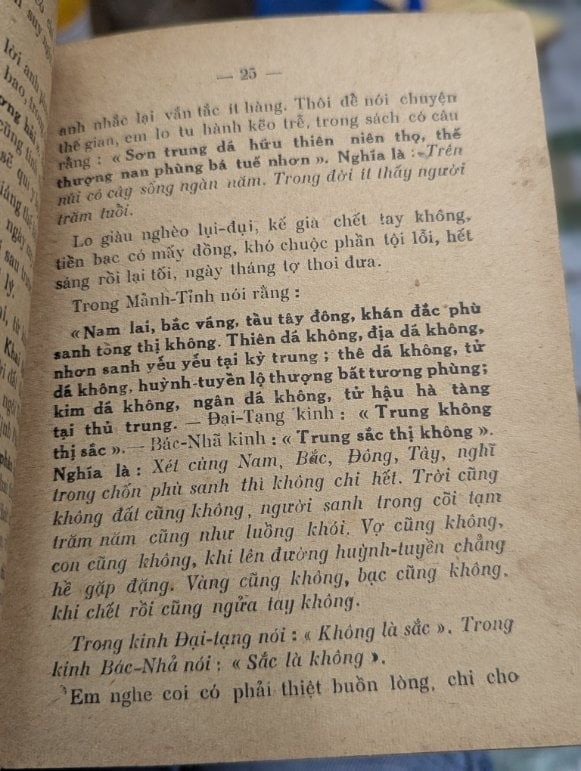 — 25 —
anh nhắc lại vắn tắc ít hàng. Thôi để nói chuyện
thế gian, em lo tu hành kẽo trễ, trong sách có câu
rằng : « Sơn trung dá hữu thiên niên thọ, thế
thượng nan phùng bá tuế nhơn ». Nghĩa là : - Trên
núi có cây sống ngàn năm. Trong đời ít thấy người
trăm tuồi.
Lo giàu nghèo lụi-đụi, kế già chết tay không,
tiền bạc có mấy đồng, khó chuộc phần tội lỗi, hết
sáng rồi lại tối, ngày tháng tợ thoi đưa.
Trong Mảnh-Tỉnh nói rằng :
« Nam lai, bắc váng, tầu tây đông, khán đắc phù
sanh tòng thị không. Thiên dá không, địa dá không,
nhơn sanh yểu yểu tại kỳ trung ; thê dá không, tử
dá không, huỳnh-tuyền lộ thượng bất tương phùng;
kim dá không, ngân dá không, tử hậu hà tàng
tại thủ trung. — Đại-Tạng kinh : « Trung không
thị sắc ». — Bác-Nhã kinh : « Trung sắc thị không ».
Nghĩa là : Xét cùng Nam, Bắc, Đông, Tây, nghĩ
trong chốn phù sanh thì không chi hết. Trời cũng
không đất cũng không, người sanh trong cõi tạm
trăm năm cũng như luồng khói. Vợ cũng không,
con cũng không, khi lên đường huỳnh-tuyền chẳng
hề gặp đặng. Vàng cũng không, bạc cũng không,
khi chết rồi cũng ngửa tay không.
Trong kinh Đại-tạng nói : « Không là sắc ». Trong
kinh Bác-Nhả nói : « Sắc là không ».
Em nghe coi có phải thiệt buồn lòng, chi cho